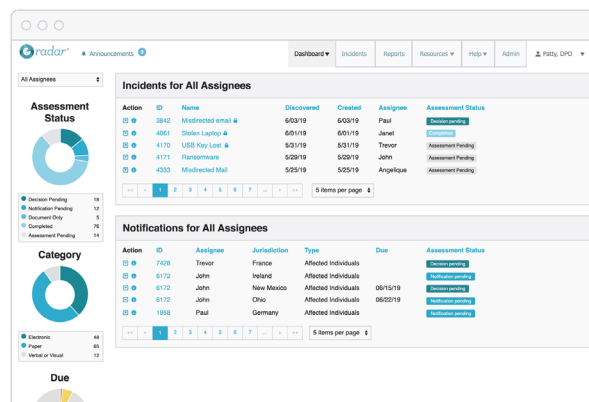 radar
Announcements 3
Dashboard ▾ Incidents Reports Resources ▾ Help ▾ Admin Patty, DPO ▾
All Assignees
Assessment
Status
Decision Pending 18
Notification Pending 12
Document Only 5
Completed 76
Assessment Pending 14
Category
Electronic 48
Paper 65
Verbal or Visual 12
Due
Incidents for All Assignees
Action ID Name Discovered Created Assignee Assessment Status
3842 Misdirected email 6/03/19 6/03/19 Paul Decision pending
4061 Stolen Laptop 6/01/19 6/01/19 Janet Completed
4170 USB Key Lost 5/31/19 5/31/19 Trevor Assessment Pending
4171 Ransomware 5/29/19 5/29/19 John Assessment Pending
4333 Misdirected Mail 5/25/19 5/25/19 Angelique Assessment Pending
1 2 3 4 5 6 7 ... 5 items per page
Notifications for All Assignees
Action ID Assignee Jurisdiction Type Due Assessment Status
7428 Trevor France Affected Individuals Decision pending
6172 John Ireland Affected Individuals Notification pending
6172 John New Mexico Affected Individuals 06/15/19 Decision pending
6172 John Ohio Affected Individuals 06/22/19 Notification pending
1958 Paul Germany Affected Individuals Notification pending
1 2 3 4 5 6 7 ... 5 items per page